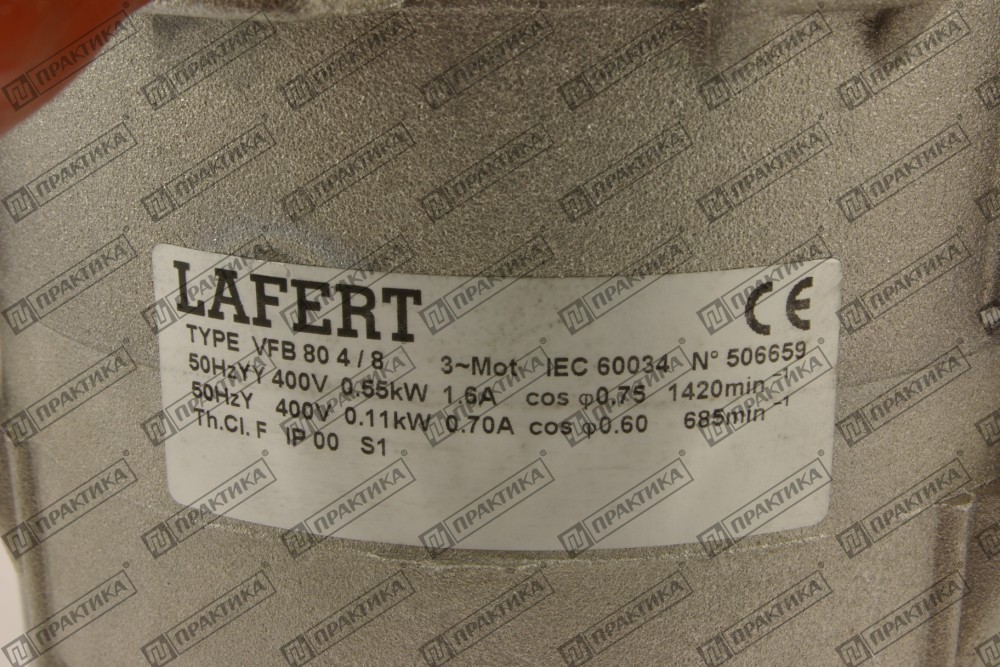 LAFERT
CE
TYPE VFB 80 4 / 8 3~Mot IEC 60034 N° 506659
50HzYY 400V 0.55kW 1.6A cos φ0.75 1420min⁻¹
50HzY 400V 0.11kW 0.70A cos φ0.60 685min⁻¹
Th.Cl. F IP 00 S1
ПРАКТИКА®